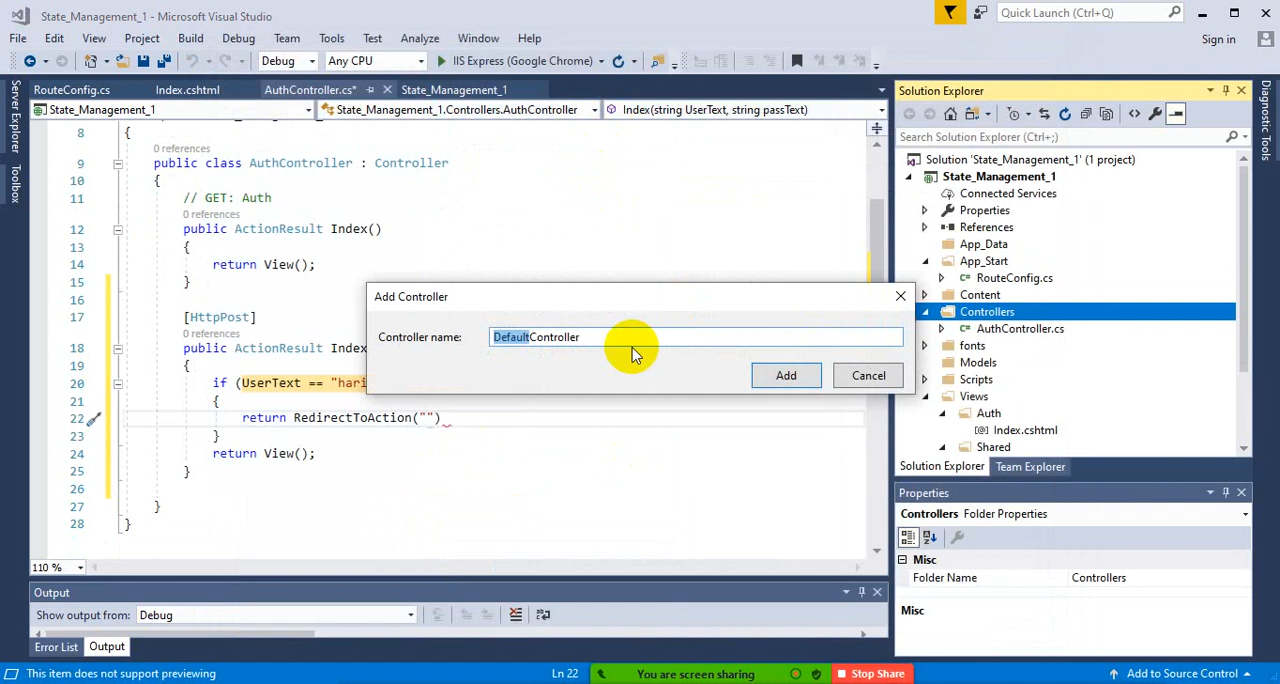 State_Management_1 - Microsoft Visual Studio
Quick Launch (Ctrl+Q)
File Edit View Project Build Debug Team Tools Test Analyze Window Help
Sign in
Debug Any CPU IIS Express (Google Chrome)
Server Explorer
Toolbox
RouteConfig.cs Index.cshtml AuthController.cs* State_Management_1
State_Management_1 State_Management_1.Controllers.AuthController Index(string UserText, string passText)
8 {
0 references
9 public class AuthController : Controller
10 {
11 // GET: Auth
0 references
12 public ActionResult Index()
13 {
14 return View();
15 }
16
17 [HttpPost]
0 references
18 public ActionResult Index
19 {
20 if (UserText == "hari
21 {
22 return RedirectToAction("")
23 }
24 return View();
25 }
26
27 }
28 }
110 %
Add Controller
Controller name: DefaultController
Add Cancel
Solution Explorer
Search Solution Explorer (Ctrl+;)
Solution 'State_Management_1' (1 project)
State_Management_1
Connected Services
Properties
References
App_Data
App_Start
RouteConfig.cs
Content
Controllers
AuthController.cs
fonts
Models
Scripts
Views
Auth
Index.cshtml
Shared
Solution Explorer Team Explorer
Properties
Controllers Folder Properties
Misc
Folder Name Controllers
Misc
Diagnostic Tools
Output
Show output from: Debug
Error List Output
This item does not support previewing Ln 22 You are screen sharing Stop Share Add to Source Control